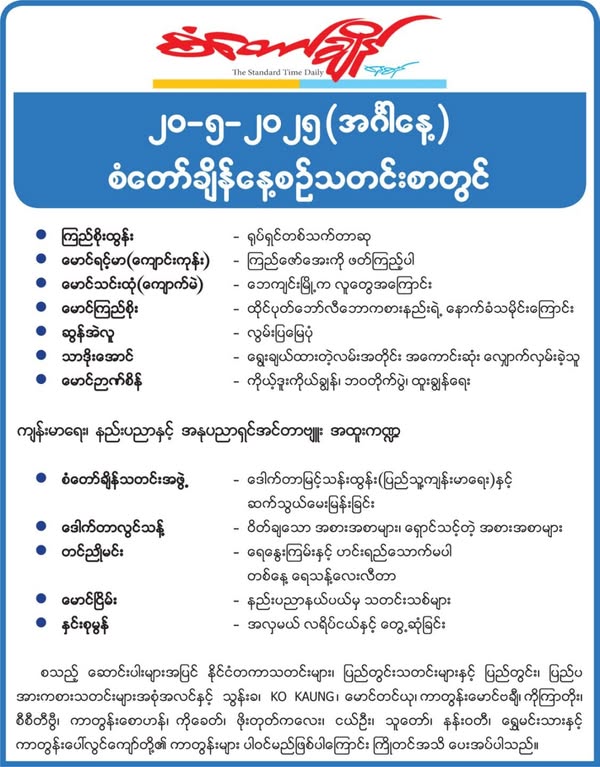 စံတော်ချိန်
နေ့စဉ်
The Standard Time Daily
၂၀-၅-၂၀၂၅(အင်္ဂါနေ့)
စံတော်ချိန်နေ့စဉ်သတင်းစာတွင်
ကြည်စိုးထွန်း - ရုပ်ရှင်တစ်သက်တာဆု
မောင်ရင့်မာ(ကျောင်းကုန်း) - ကြည်ဇော်အေးကို ဖတ်ကြည့်ပါ
မောင်သင်းထုံ(ကျောက်မဲ) - ဘေကျင်းမြို့က လူတွေအကြောင်း
မောင်ကြည်စိုး - ထိုင်ပုတ်ဘော်လီဘောကစားနည်းရဲ့ နောက်ခံသမိုင်းကြောင်း
ဆွန်အဲလူ - လွမ်းပြမြေပုံ
သာဒိုးအောင် - ရွေးချယ်ထားတဲ့လမ်းအတိုင်း အကောင်းဆုံး လျှောက်လှမ်းခဲ့သူ
မောင်ဉာဏ်စိန် - ကိုယ့်ဒူးကိုယ်ချွန်၊ ဘဝတိုက်ပွဲ၊ ထူးချွန်ရေး
ကျန်းမာရေး၊ နည်းပညာနှင့် အနုပညာရှင်အင်တာဗျူး အထူးကဏ္ဍ
စံတော်ချိန်သတင်းအဖွဲ့ - ဒေါက်တာမြင့်သန်းထွန်း(ပြည်သူ့ကျန်းမာရေး)နှင့်
ဆက်သွယ်မေးမြန်းခြင်း
ဒေါက်တာလွင်သန့် - ဝိတ်ချသော အစားအစာများ၊ ရှောင်သင့်တဲ့ အစားအစာများ
တင်ညိုမင်း - ရေနွေးကြမ်းနှင့် ဟင်းရည်သောက်မပါ
တစ်နေ့ ရေသန့်လေးလီတာ
မောင်ငြိမ်း - နည်းပညာနယ်ပယ်မှ သတင်းသစ်များ
နှင်းစုမွန် - အလှမယ် လရိပ်ငယ်နှင့် တွေ့ဆုံခြင်း
စသည့် ဆောင်းပါးများအပြင် နိုင်ငံတကာသတင်းများ၊ ပြည်တွင်းသတင်းများနှင့် ပြည်တွင်း၊ ပြည်ပ
အားကစားသတင်းများအစုံအလင်နှင့် သွန်းခ၊ KO KAUNG၊ မောင်တင်ယု၊ ကာတွန်းမောင်ဗချီ၊ ကိုကြာတိုး၊
စီစီတီဗွီ၊ ကာတွန်းစောဟန်၊ ကိုခေတ်၊ ဖိုးတုတ်ကလေး၊ ငယ်ဦး၊ သူတော်၊ နန်းဝတီ၊ ရွှေမင်းသားနှင့်
ကာတွန်းပေါ်လွင်ကျော်တို့၏ ကာတွန်းများ ပါဝင်မည်ဖြစ်ပါကြောင်း ကြိုတင်အသိ ပေးအပ်ပါသည်။